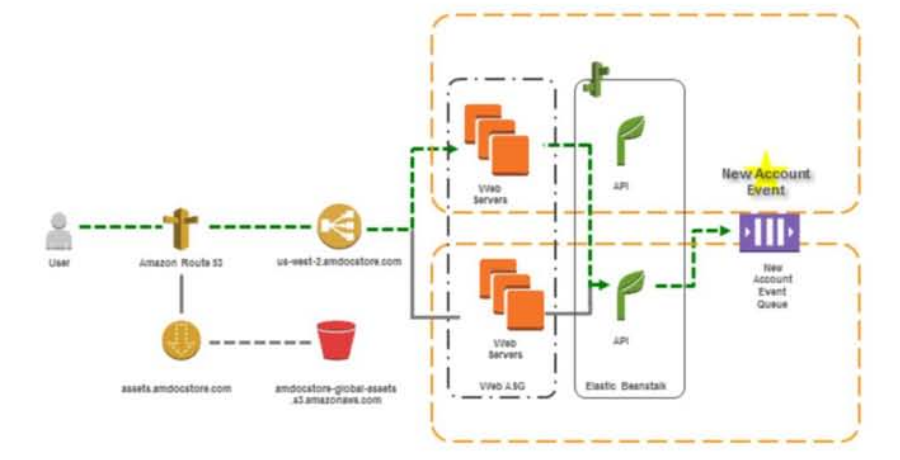 New Account
Event
Web
Servers
API
User
Amazon Route 53
us-west-2.amdocstore.com
New
Account
Event
Queue
Web
Servers
API
assets.amdocstore.com
amdocstore-global-assets
.s3.amazonaws.com
Web ASG
Elastic Beanstalk